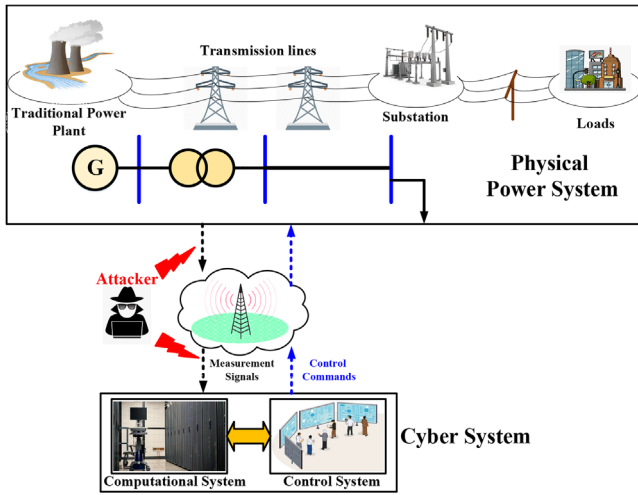 Transmission lines
Traditional Power
Plant
Substation
Loads
G
Physical
Power System
Attacker
Measurement
Signals
Control
Commands
Computational System
Control System
Cyber System